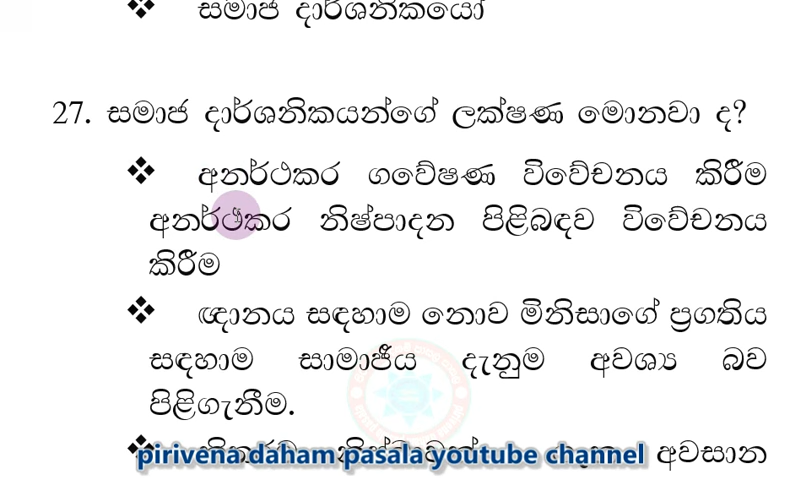 ❖ සමාජ දාර්ශනිකයෝ
27. සමාජ දාර්ශනිකයන්ගේ ලක්ෂණ මොනවා ද?
❖ අනර්ථකර ගවේෂණ විවේචනය කිරීම
අනර්ථකර නිෂ්පාදන පිළිබඳව විවේචනය
කිරීම
❖ ඥානය සඳහාම නොව මිනිසාගේ ප්‍රගතිය
සඳහාම සාමාජීය දැනුම අවශ්‍ය බව
පිළිගැනීම.
❖ අවසාන
pirivena daham pasala youtube channel